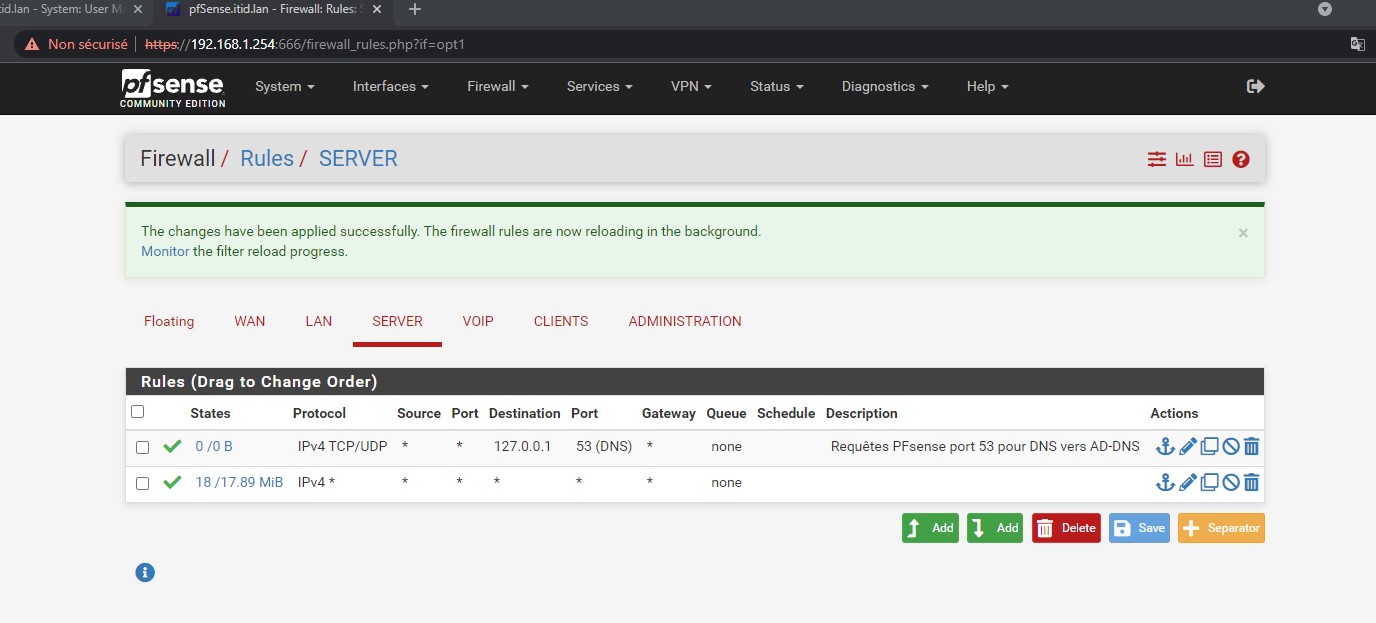 id.lan - System: User M
pfSense.itid.lan - Firewall: Rules: S
Non sécurisé https://192.168.1.254:666/firewall_rules.php?if=opt1
pfsense
COMMUNITY EDITION
System Interfaces Firewall Services VPN Status Diagnostics Help
Firewall / Rules / SERVER
The changes have been applied successfully. The firewall rules are now reloading in the background.
Monitor the filter reload progress.
Floating WAN LAN SERVER VOIP CLIENTS ADMINISTRATION
Rules (Drag to Change Order)
States Protocol Source Port Destination Port Gateway Queue Schedule Description Actions
0 /0 B IPv4 TCP/UDP * * 127.0.0.1 53 (DNS) * none Requêtes PFsense port 53 pour DNS vers AD-DNS
18 /17.89 MiB IPv4 * * * * * * none
Add Add Delete Save Separator